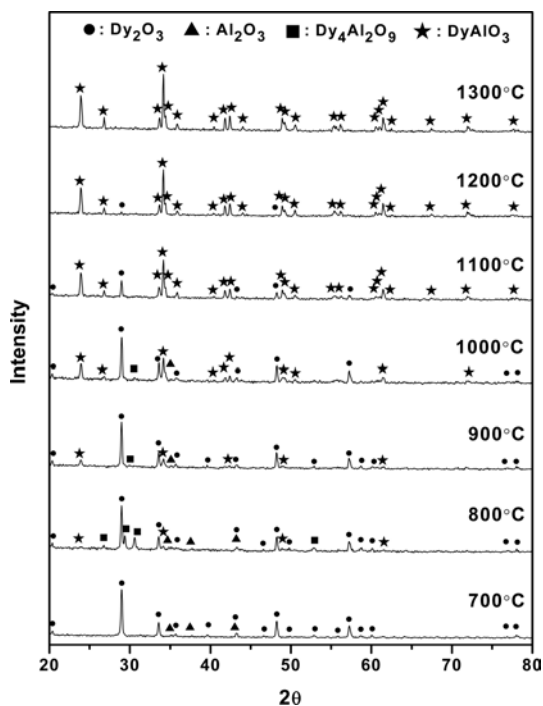 ● : Dy₂O₃ ▲ : Al₂O₃ ■ : Dy₄Al₂O₉ ★ : DyAlO₃
1300°C
1200°C
1100°C
1000°C
900°C
800°C
700°C
Intensity
20 30 40 50 60 70 80
2θ